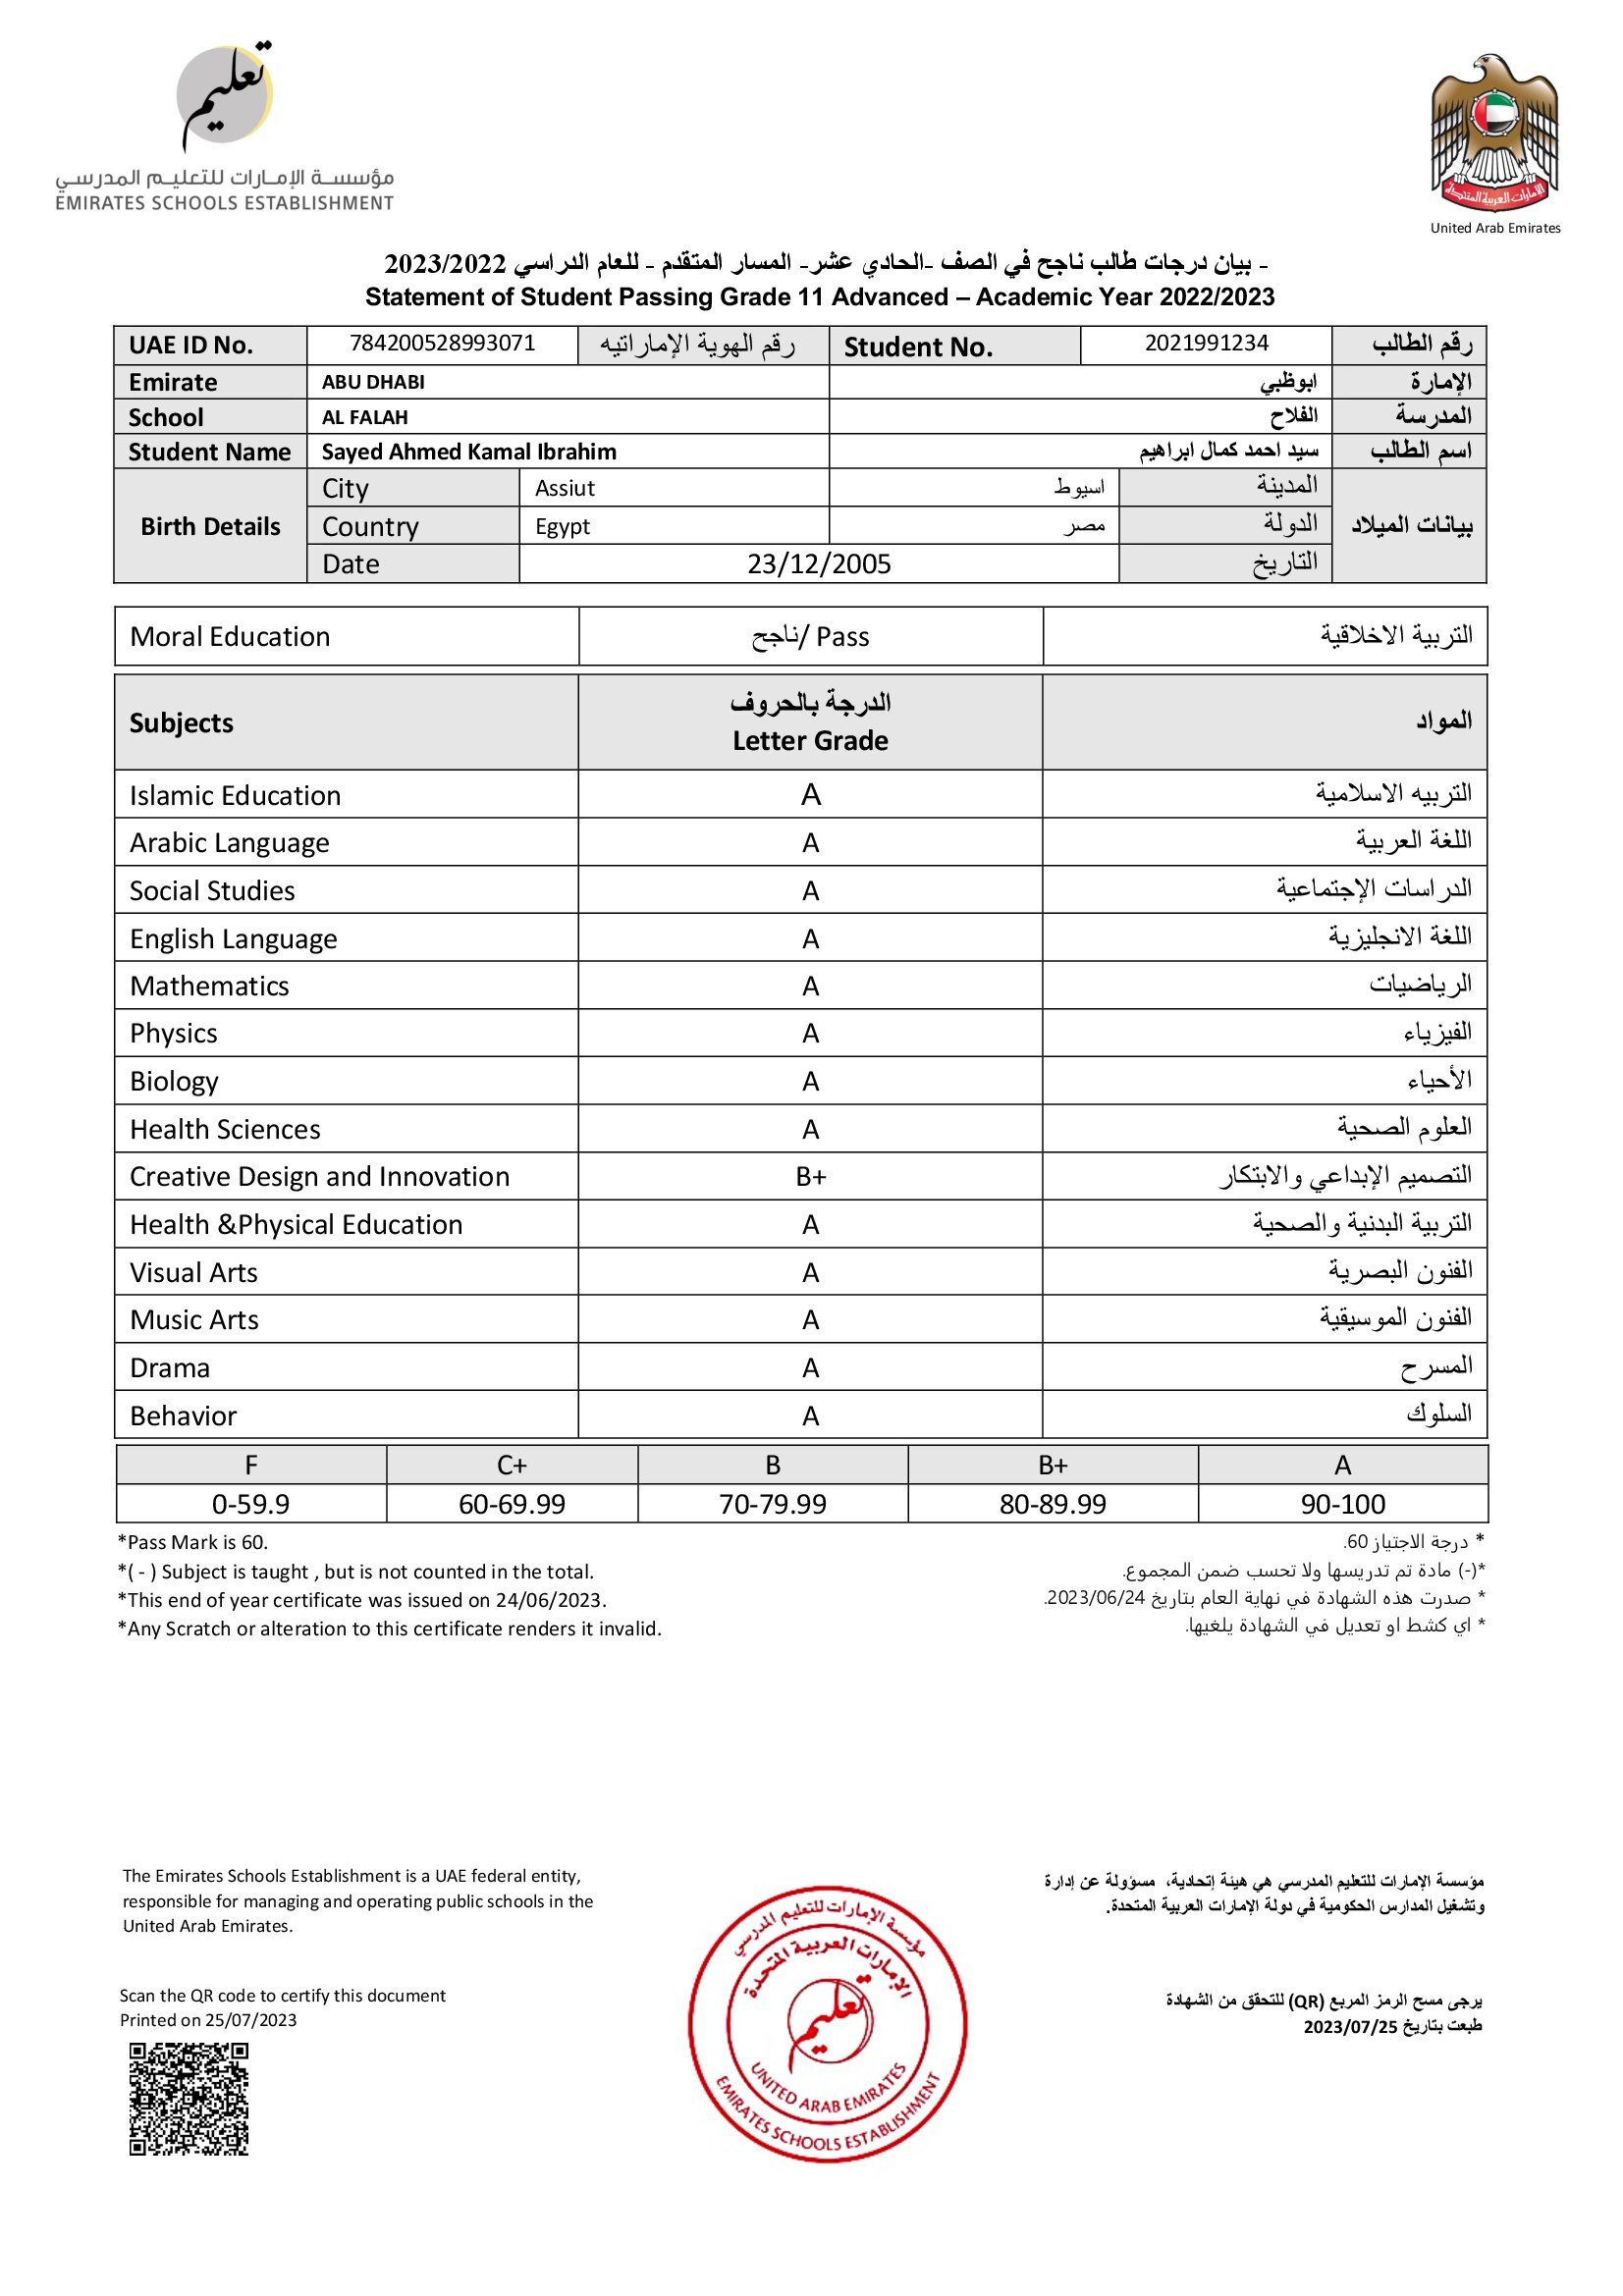 تعليم
مؤسسة الإمارات للتعليم المدرسي
EMIRATES SCHOOLS ESTABLISHMENT
الإمارات العربية المتحدة
United Arab Emirates
- بيان درجات طالب ناجح في الصف -الحادي عشر- المسار المتقدم - للعام الدراسي 2023/2022
Statement of Student Passing Grade 11 Advanced – Academic Year 2022/2023
UAE ID No. 784200528993071 رقم الهوية الإماراتيه Student No. 2021991234 رقم الطالب
Emirate ABU DHABI ابوظبي الإمارة
School AL FALAH الفلاح المدرسة
Student Name Sayed Ahmed Kamal Ibrahim سيد احمد كمال ابراهيم اسم الطالب
City Assiut اسيوط المدينة
Birth Details Country Egypt مصر الدولة بيانات الميلاد
Date 23/12/2005 التاريخ
Moral Education ناجح/ Pass التربية الاخلاقية
Subjects الدرجة بالحروف المواد
Letter Grade
Islamic Education A التربيه الاسلامية
Arabic Language A اللغة العربية
Social Studies A الدراسات الإجتماعية
English Language A اللغة الانجليزية
Mathematics A الرياضيات
Physics A الفيزياء
Biology A الأحياء
Health Sciences A العلوم الصحية
Creative Design and Innovation B+ التصميم الإبداعي والابتكار
Health &Physical Education A التربية البدنية والصحية
Visual Arts A الفنون البصرية
Music Arts A الفنون الموسيقية
Drama A المسرح
Behavior A السلوك
F C+ B B+ A
0-59.9 60-69.99 70-79.99 80-89.99 90-100
*Pass Mark is 60. * درجة الاجتياز 60.
*( - ) Subject is taught , but is not counted in the total. *(-) مادة تم تدريسها ولا تحسب ضمن المجموع.
*This end of year certificate was issued on 24/06/2023. * صدرت هذه الشهادة في نهاية العام بتاريخ 2023/06/24.
*Any Scratch or alteration to this certificate renders it invalid. * اي كشط او تعديل في الشهادة يلغيها.
The Emirates Schools Establishment is a UAE federal entity,
responsible for managing and operating public schools in the
United Arab Emirates.
مؤسسة الإمارات للتعليم المدرسي هي هيئة إتحادية، مسؤولة عن إدارة
وتشغيل المدارس الحكومية في دولة الإمارات العربية المتحدة.
مؤسسة الإمارات للتعليم المدرسي
الإمارات العربية المتحدة
تعليم
UNITED ARAB EMIRATES
EMIRATES SCHOOLS ESTABLISHMENT
Scan the QR code to certify this document
Printed on 25/07/2023
يرجى مسح الرمز المربع (QR) للتحقق من الشهادة
طبعت بتاريخ 2023/07/25